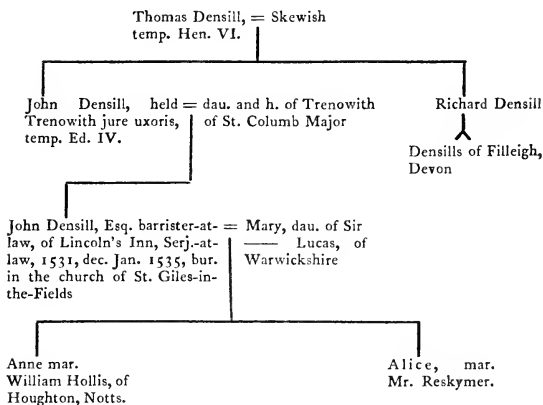 Thomas Densill, = Skewish
temp. Hen. VI.
John Densill, held = dau. and h. of Trenowith
Trenowith jure uxoris, of St. Columb Major
temp. Ed. IV.
Richard Densill
Densills of Filleigh,
Devon
John Densill, Esq. barrister-at- = Mary, dau. of Sir
law, of Lincoln's Inn, Serj.-at- —— Lucas, of
law, 1531, dec. Jan. 1535, bur. Warwickshire
in the church of St. Giles-in-
the-Fields
Anne mar.
William Hollis, of
Houghton, Notts.
Alice, mar.
Mr. Reskymer.